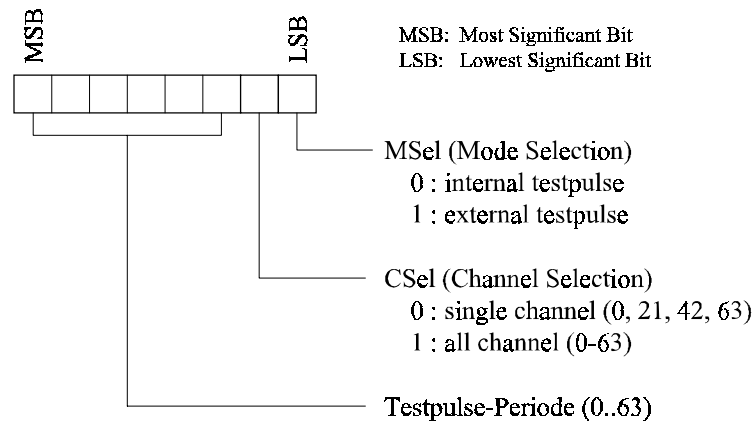 MSB
LSB
MSB: Most Significant Bit
LSB: Lowest Significant Bit
MSel (Mode Selection)
0 : internal testpulse
1 : external testpulse
CSel (Channel Selection)
0 : single channel (0, 21, 42, 63)
1 : all channel (0-63)
Testpulse-Periode (0..63)